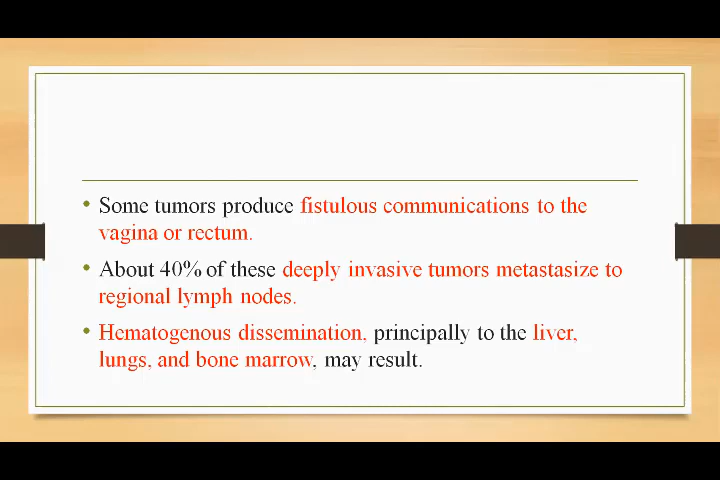 • Some tumors produce fistulous communications to the
vagina or rectum.
• About 40% of these deeply invasive tumors metastasize to
regional lymph nodes.
• Hematogenous dissemination, principally to the liver,
lungs, and bone marrow, may result.